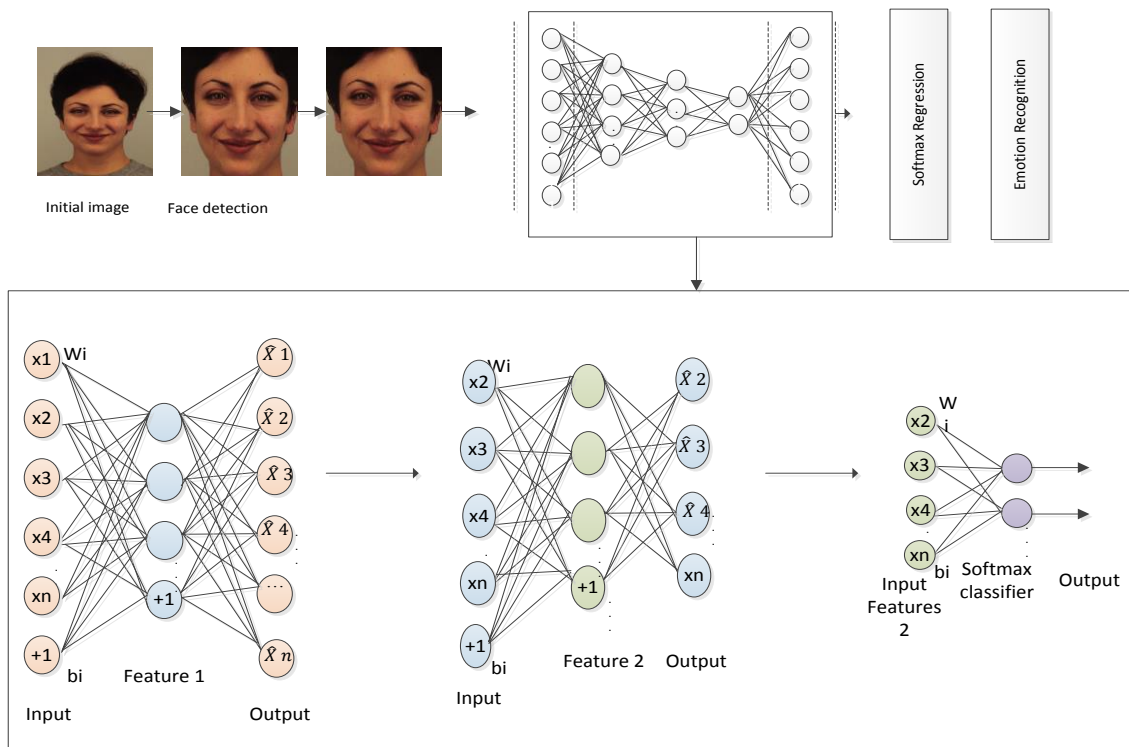 Initial image
Face detection
Softmax Regression
Emotion Recognition
x1
Wi
x2
x3
x4
xn
+1
bi
Input
+1
Feature 1
X̂ 1
X̂ 2
X̂ 3
X̂ 4
...
X̂ n
Output
Wi
x2
x3
x4
xn
+1
bi
Input
+1
Feature 2
X̂ 2
X̂ 3
X̂ 4
xn
Output
W
i
x2
x3
x4
xn
bi
Input
Features
2
Softmax
classifier
Output